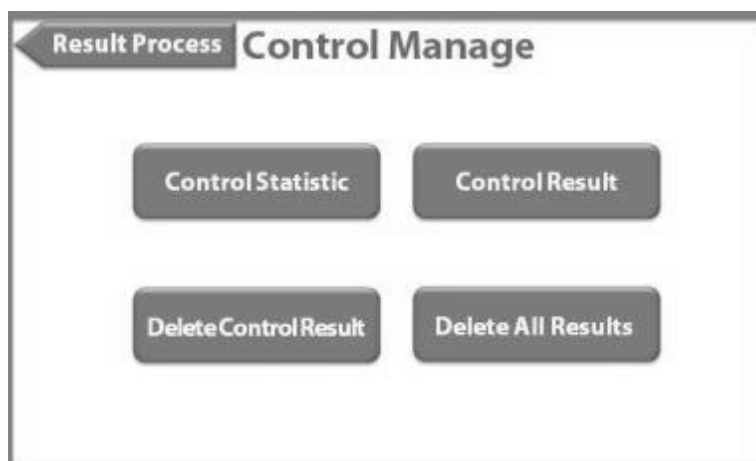 Result Process Control Manage
Control Statistic Control Result
Delete Control Result Delete All Results